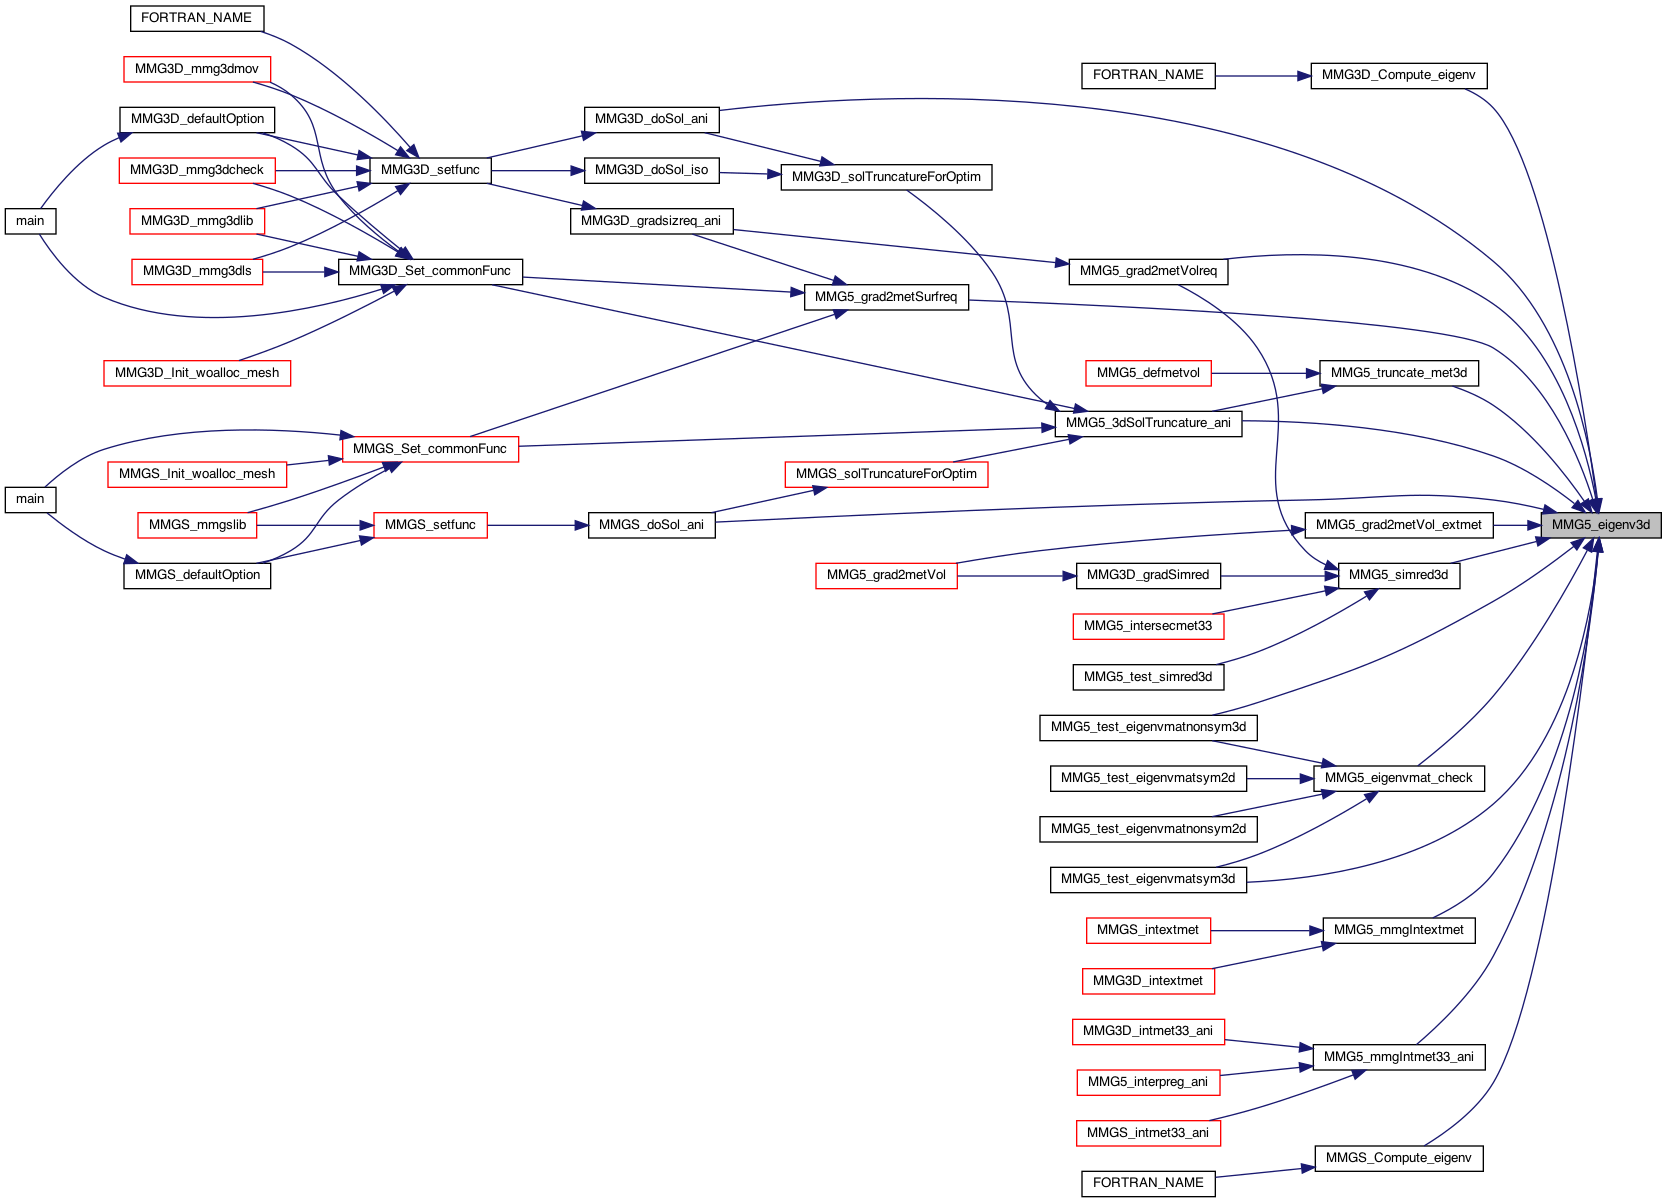 FORTRAN_NAME
MMG3D_mmg3dmov
MMG3D_defaultOption
MMG3D_mmg3dcheck
main
MMG3D_mmg3dlib
MMG3D_mmg3dls
MMG3D_Init_woalloc_mesh
MMG3D_setfunc
MMG3D_Set_commonFunc
MMGS_Set_commonFunc
MMGS_Init_woalloc_mesh
main
MMGS_mmgslib
MMGS_setfunc
MMGS_defaultOption
MMG3D_doSol_ani
MMG3D_doSol_iso
MMG3D_gradsizreq_ani
MMGS_doSol_ani
MMG3D_solTruncatureForOptim
MMG5_grad2metSurfreq
MMGS_solTruncatureForOptim
MMG5_grad2metVol
FORTRAN_NAME
MMG3D_Compute_eigenv
MMG5_grad2metVolreq
MMG5_defmetvol
MMG5_truncate_met3d
MMG5_3dSolTruncature_ani
MMG5_grad2metVol_extmet
MMG5_eigenv3d
MMG3D_gradSimred
MMG5_simred3d
MMG5_intersecmet33
MMG5_test_simred3d
MMG5_test_eigenvmatnonsym3d
MMG5_test_eigenvmatsym2d
MMG5_eigenvmat_check
MMG5_test_eigenvmatnonsym2d
MMG5_test_eigenvmatsym3d
MMGS_intextmet
MMG5_mmgIntextmet
MMG3D_intextmet
MMG3D_intmet33_ani
MMG5_mmgIntmet33_ani
MMG5_interpreg_ani
MMGS_intmet33_ani
MMGS_Compute_eigenv
FORTRAN_NAME